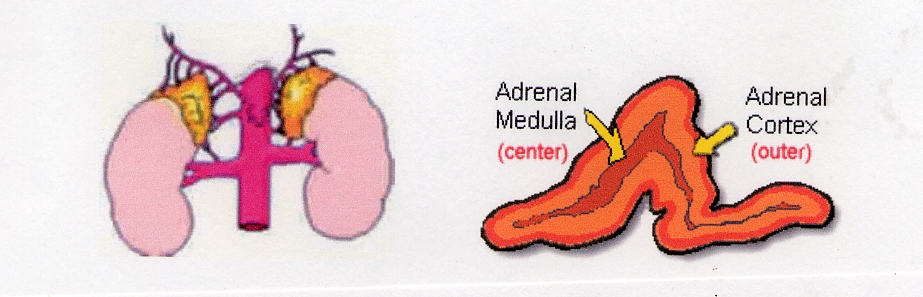 Adrenal
Medulla
(center)
Adrenal
Cortex
(outer)